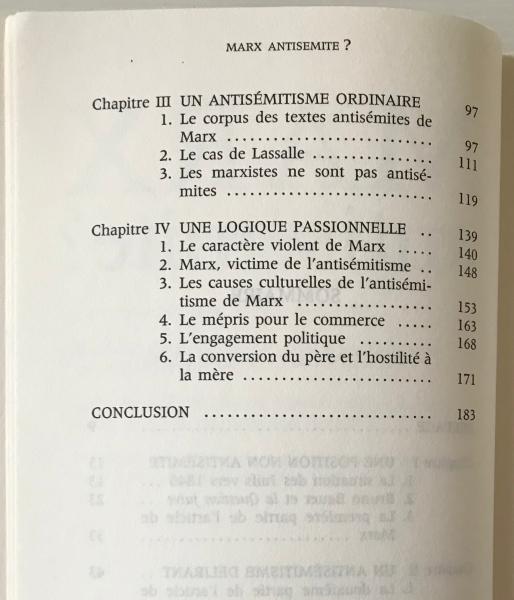 MARX ANTISEMITE ?
Chapitre III UN ANTISÉMITISME ORDINAIRE 97
1. Le corpus des textes antisémites de
Marx .......................... 97
2. Le cas de Lassalle ................ 111
3. Les marxistes ne sont pas antisé-
mites .......................... 119
Chapitre IV UNE LOGIQUE PASSIONNELLE .. 139
1. Le caractère violent de Marx ..... 140
2. Marx, victime de l'antisémitisme .. 148
3. Les causes culturelles de l'antisémi-
tisme de Marx ................. 153
4. Le mépris pour le commerce ..... 163
5. L'engagement politique ........... 168
6. La conversion du père et l'hostilité à
la mère ........................ 171
CONCLUSION ............................. 183